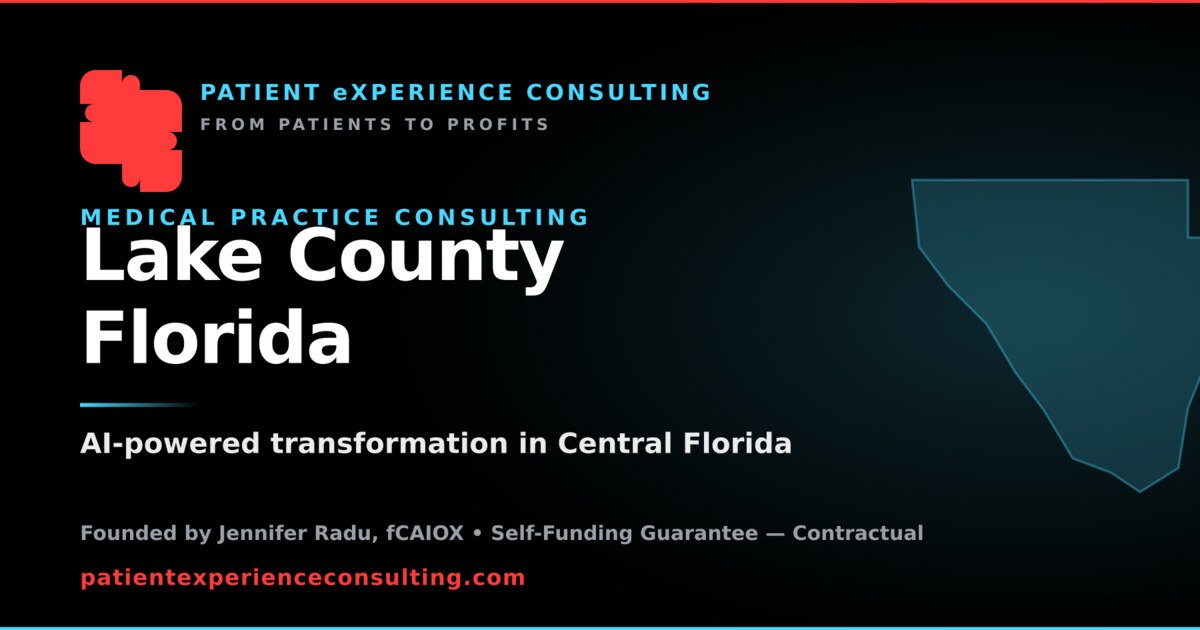 PATIENT eXPERIENCE CONSULTING
FROM PATIENTS TO PROFITS
MEDICAL PRACTICE CONSULTING
Lake County
Florida
AI-powered transformation in Central Florida
Founded by Jennifer Radu, fCAIOX • Self-Funding Guarantee — Contractual
patientexperienceconsulting.com